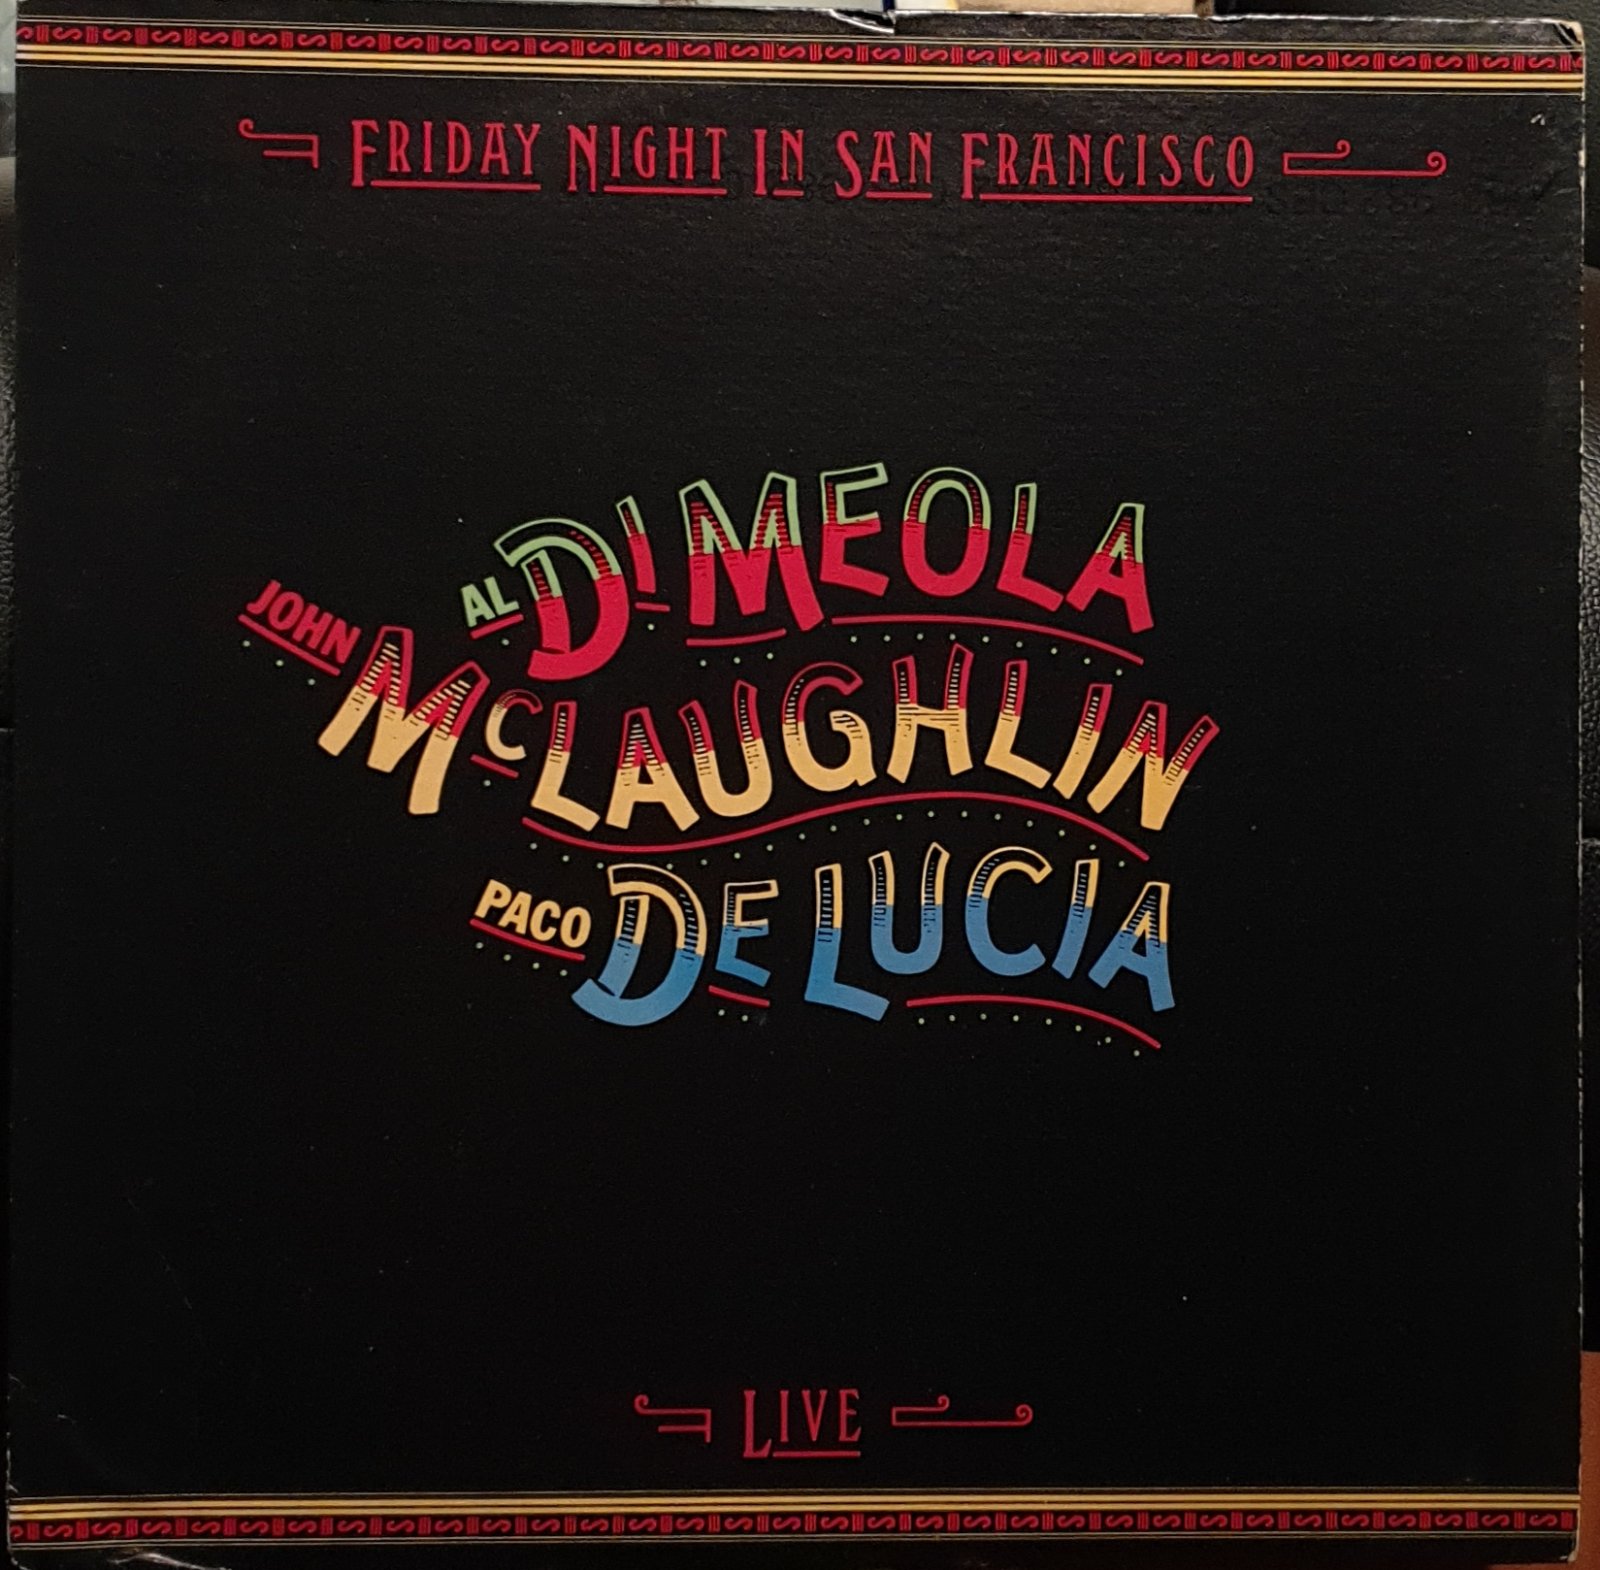 FRIDAY NIGHT IN SAN FRANCISCO
AL DI MEOLA
JOHN McLAUGHLIN
PACO DE LUCIA
LIVE